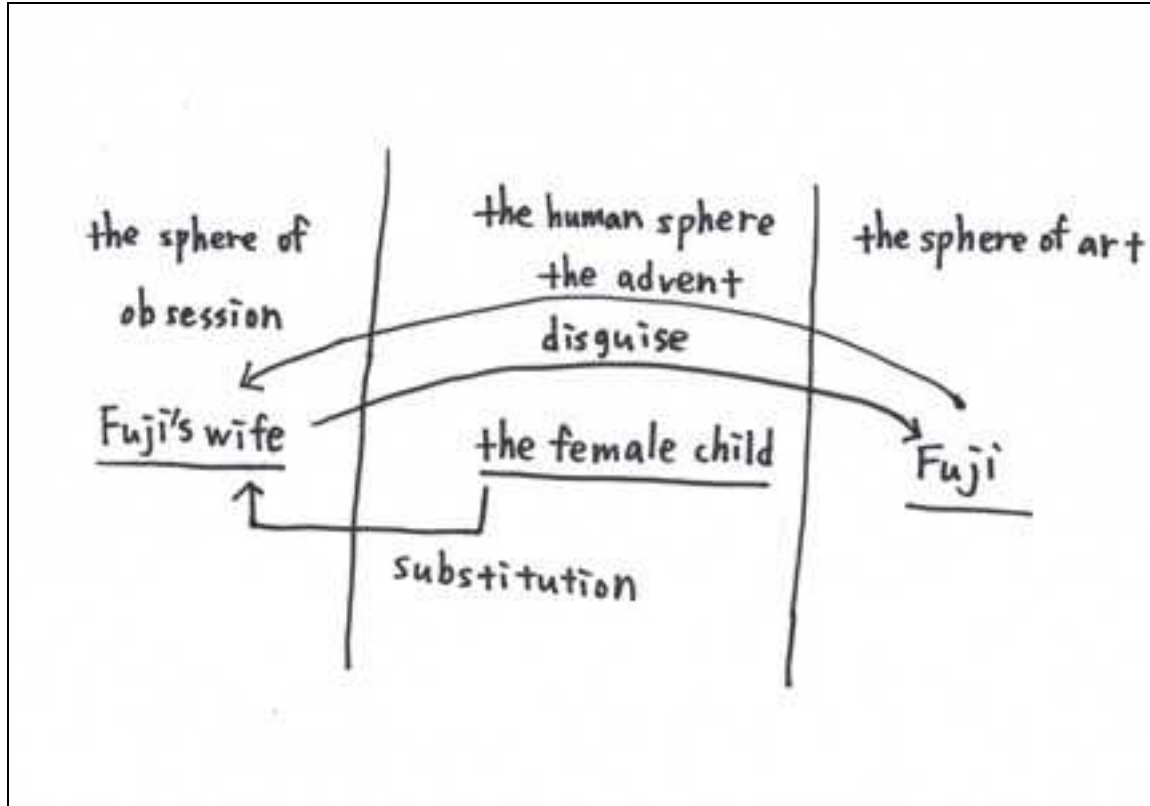 the sphere of
obsession
the human sphere
the sphere of art
the advent
disguise
Fuji's wife
the female child
Fuji
substitution